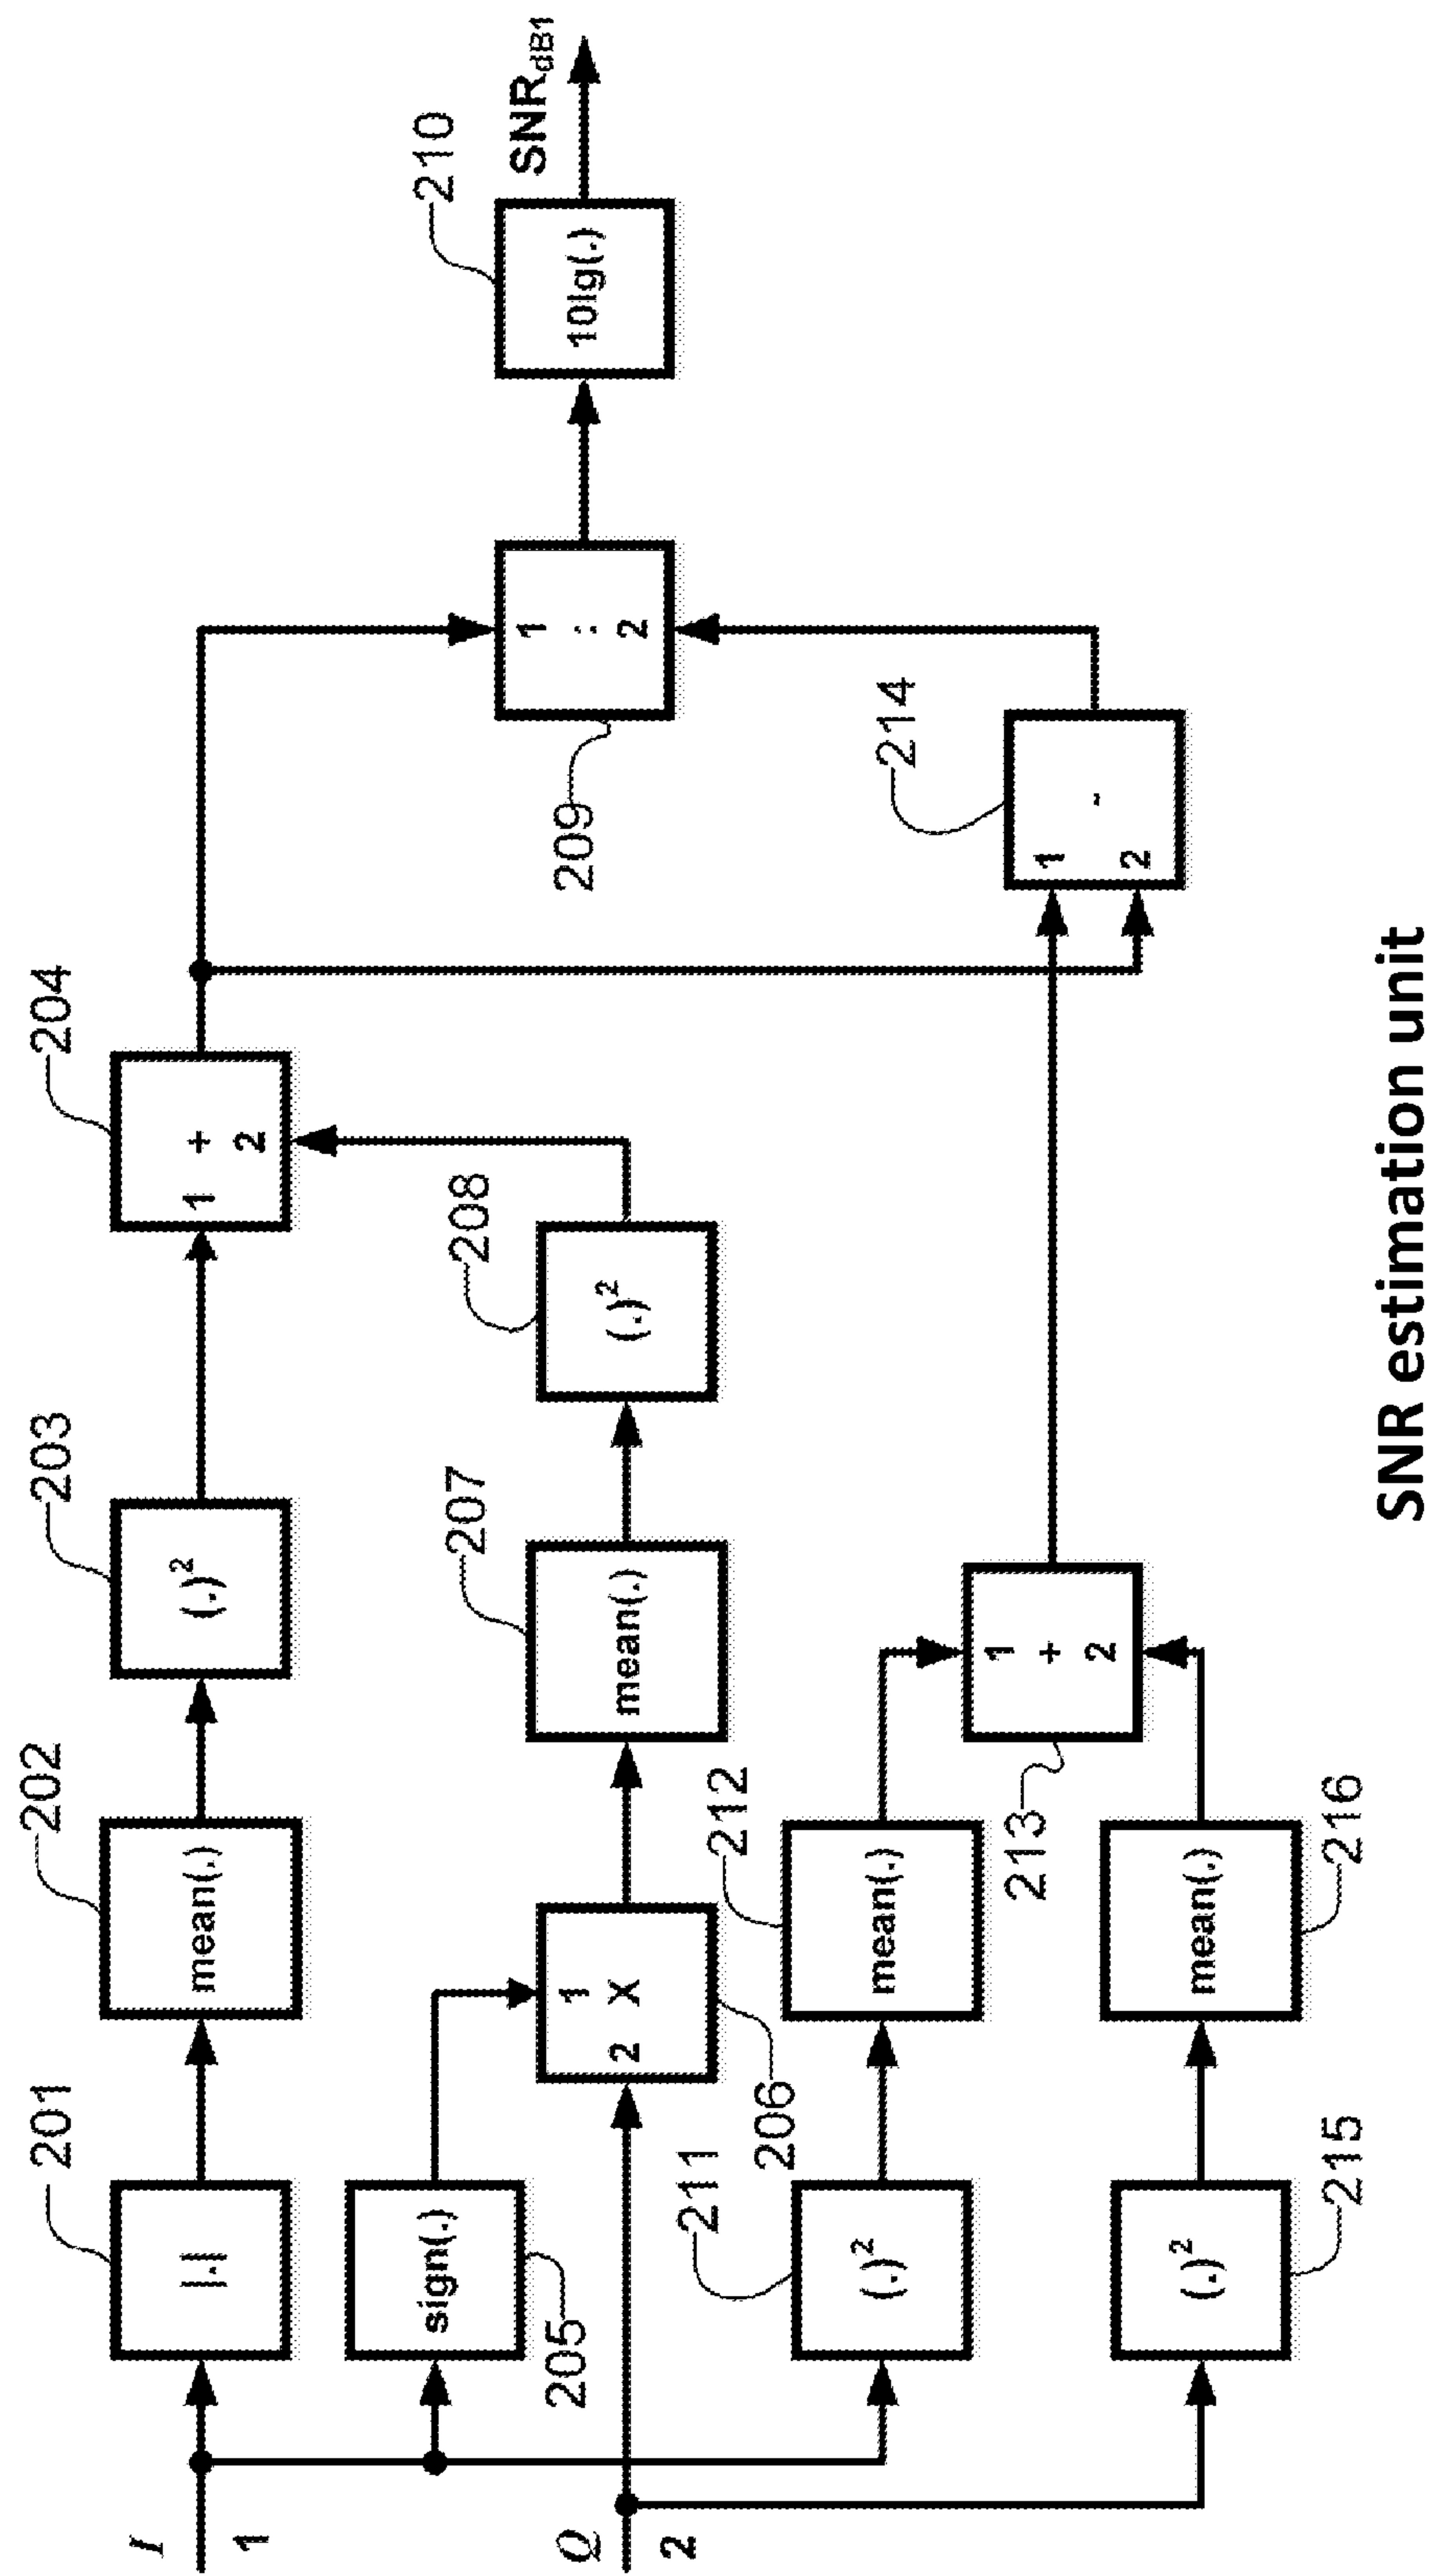 I
1
201
|.|
202
mean(.)
203
(.)²
204
1 + 2
205
sign(.)
Q
2
206
1
2 X
207
mean(.)
208
(.)²
209
1
:
2
210
10lg(.)
SNR_dB1
211
(.)²
212
mean(.)
213
1
+
2
214
1
-
2
215
(.)²
216
mean(.)
SNR estimation unit